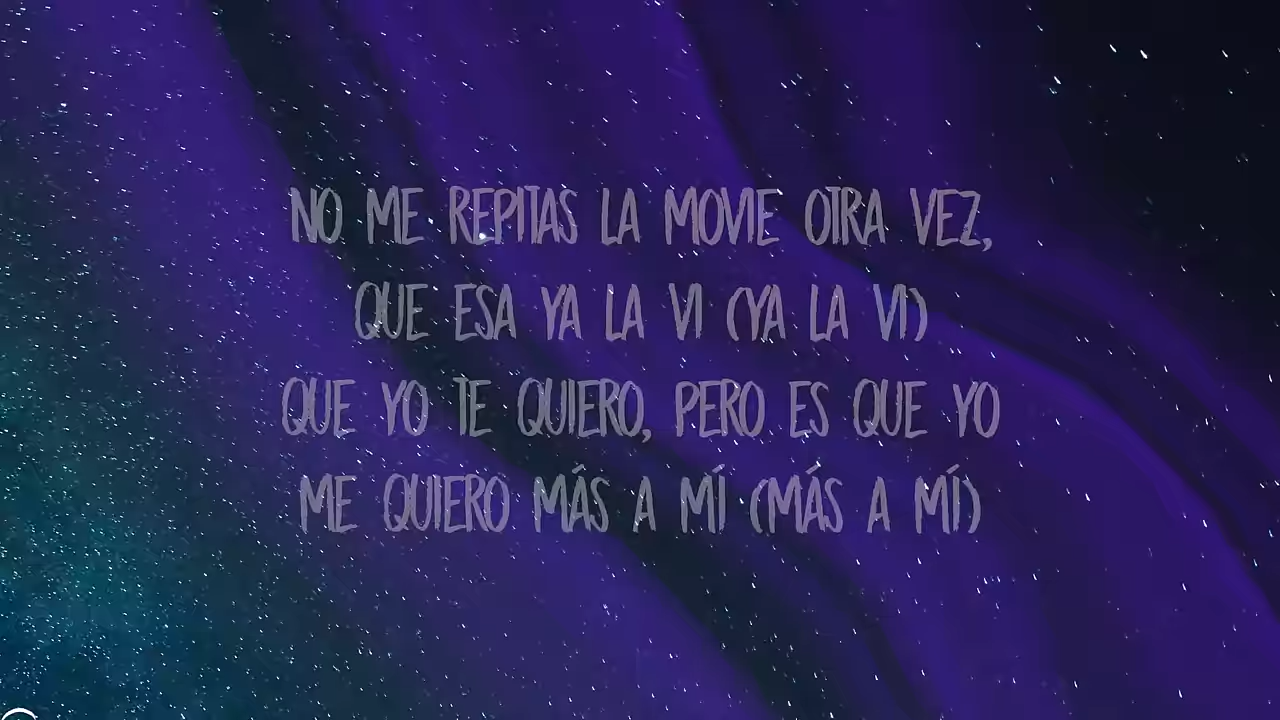 NO ME REPITAS LA MOVIE OTRA VEZ,
QUE ESA YA LA VI (YA LA VI)
QUE YO TE QUIERO, PERO ES QUE YO
ME QUIERO MÁS A MÍ (MÁS A MÍ)